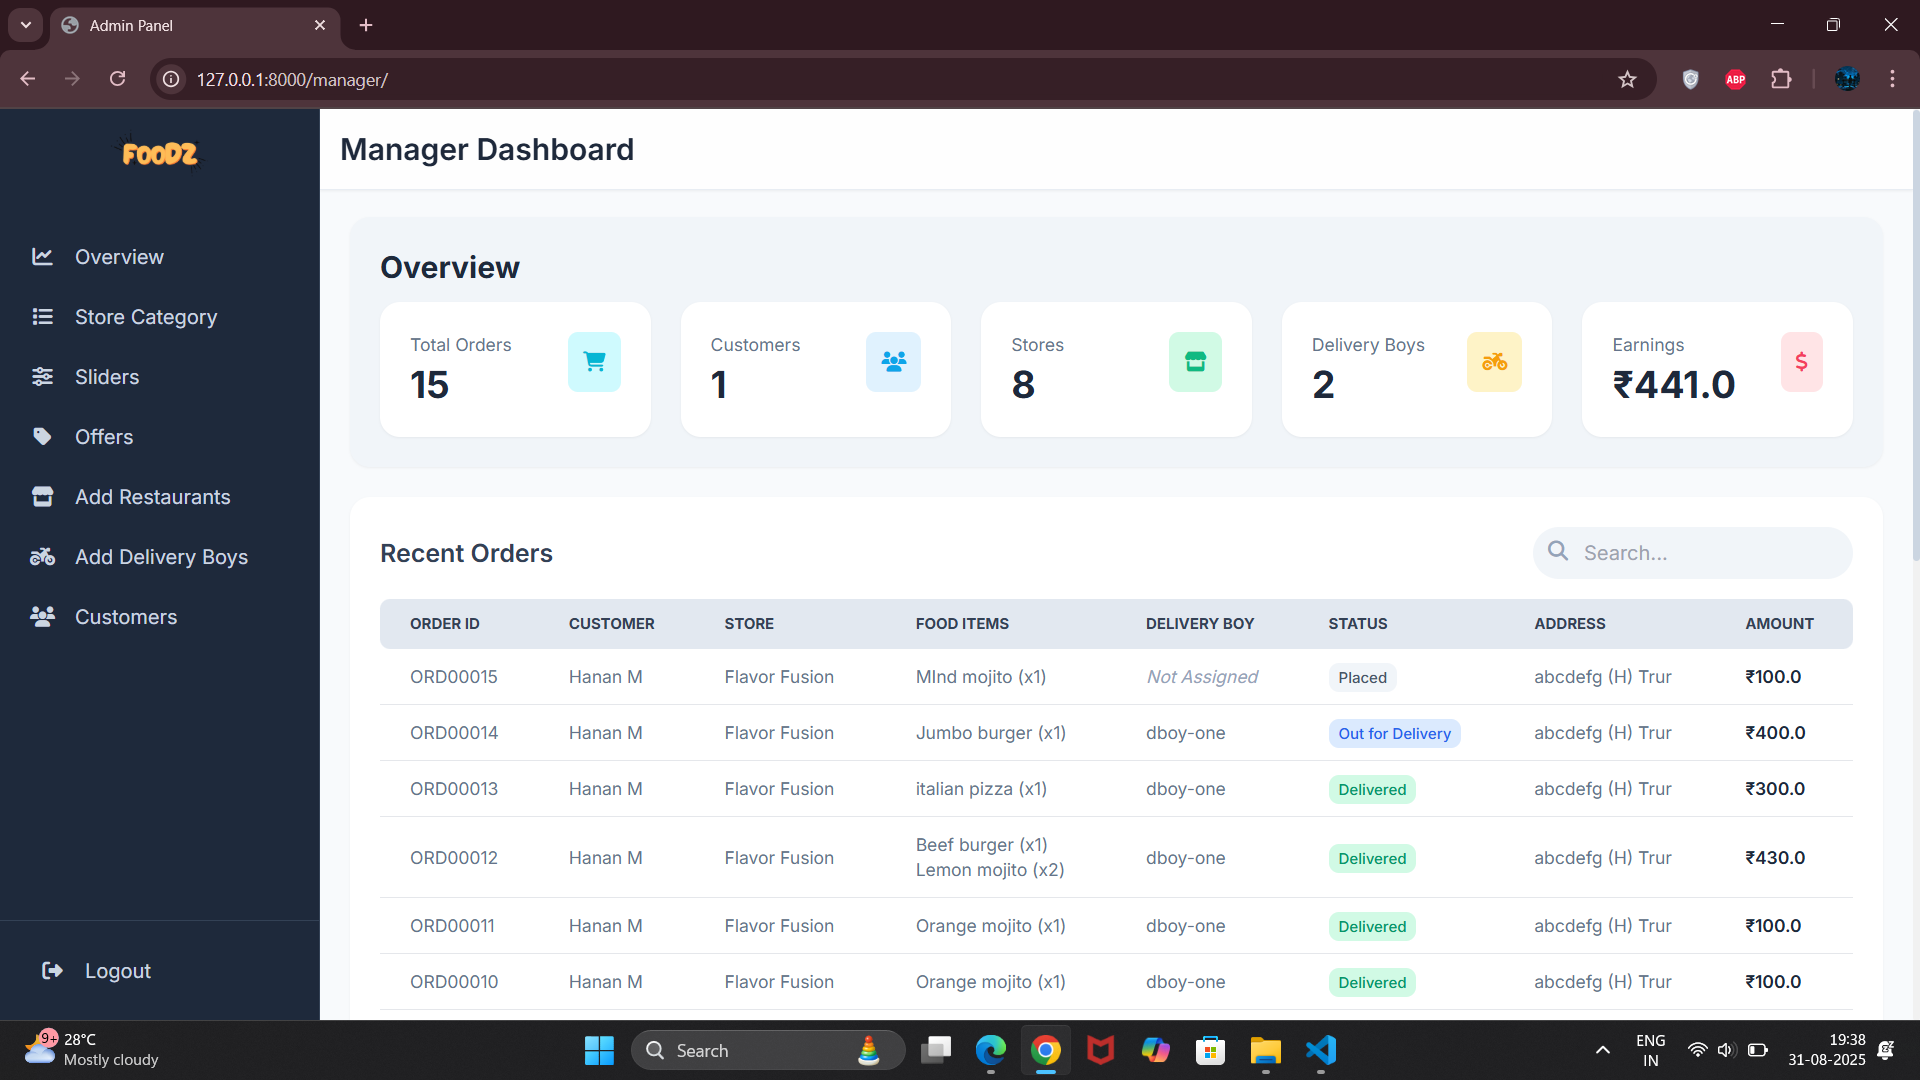 Admin Panel
127.0.0.1:8000/manager/
ABP
FOODZ
Overview
Store Category
Sliders
Offers
Add Restaurants
Add Delivery Boys
Customers
Logout
Manager Dashboard
Overview
Total Orders
15
Customers
1
Stores
8
Delivery Boys
2
Earnings
₹441.0
$
Recent Orders
Search...
ORDER ID CUSTOMER STORE FOOD ITEMS DELIVERY BOY STATUS ADDRESS AMOUNT
ORD00015 Hanan M Flavor Fusion MInd mojito (x1) Not Assigned Placed abcdefg (H) Trur ₹100.0
ORD00014 Hanan M Flavor Fusion Jumbo burger (x1) dboy-one Out for Delivery abcdefg (H) Trur ₹400.0
ORD00013 Hanan M Flavor Fusion italian pizza (x1) dboy-one Delivered abcdefg (H) Trur ₹300.0
ORD00012 Hanan M Flavor Fusion Beef burger (x1) dboy-one Delivered abcdefg (H) Trur ₹430.0
Lemon mojito (x2)
ORD00011 Hanan M Flavor Fusion Orange mojito (x1) dboy-one Delivered abcdefg (H) Trur ₹100.0
ORD00010 Hanan M Flavor Fusion Orange mojito (x1) dboy-one Delivered abcdefg (H) Trur ₹100.0
9+
28°C
Mostly cloudy
Search
ENG
IN
19:38
31-08-2025